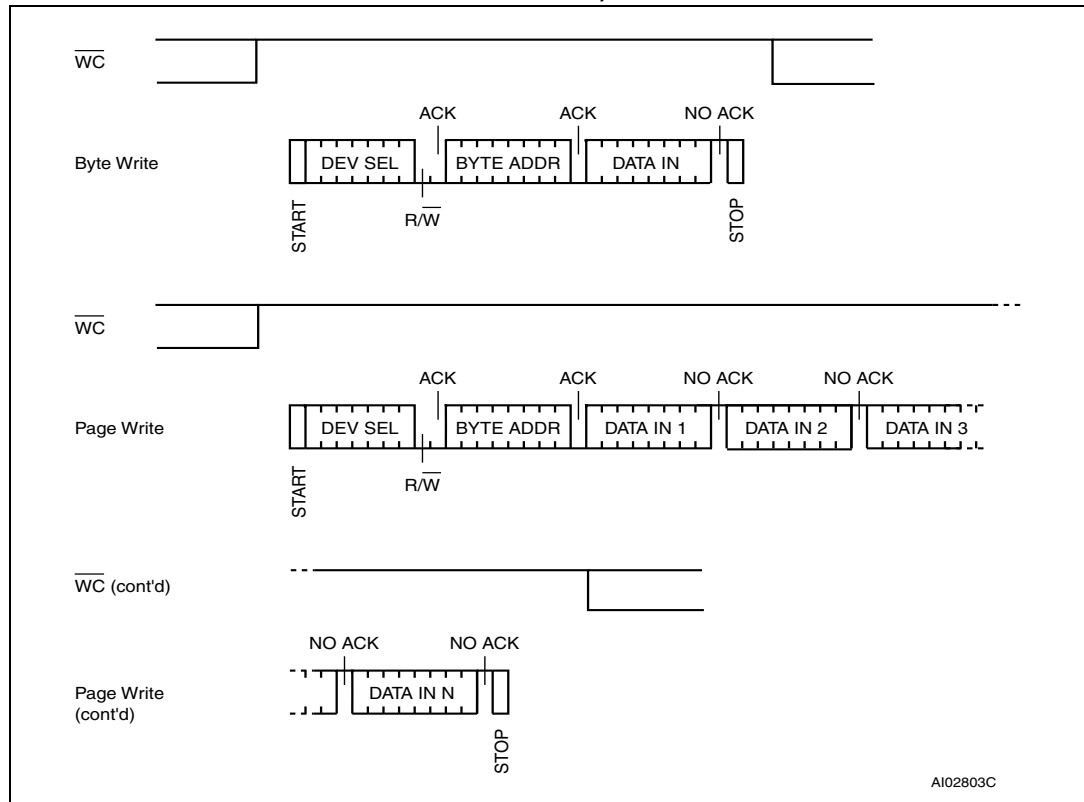 WC
ACK ACK NO ACK
Byte Write DEV SEL BYTE ADDR DATA IN
START R/W STOP
WC
ACK ACK NO ACK NO ACK
Page Write DEV SEL BYTE ADDR DATA IN 1 DATA IN 2 DATA IN 3
START R/W
WC (cont'd)
NO ACK NO ACK
Page Write DATA IN N
(cont'd)
STOP
AI02803C